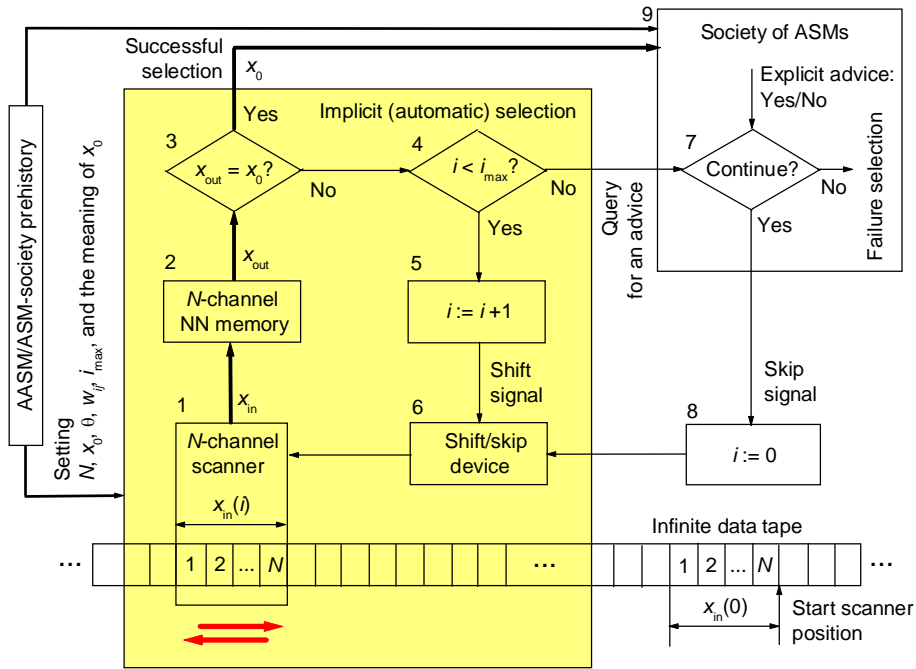 9
Society of ASMs
Successful
selection
x0
Explicit advice:
Yes/No
Yes
Implicit (automatic) selection
3
4
7
xout = x0?
i < imax?
Continue?
No
No
No
Failure selection
Query
for an advice
Yes
Yes
AASM/ASM-society prehistory
Setting
N, x0, θ, wij, imax, and the meaning of x0
xout
2
5
N-channel
NN memory
i := i+1
Shift
signal
Skip
signal
xin
1
6
8
N-channel
scanner
Shift/skip
device
i := 0
xin(i)
Infinite data tape
... 1 2 ... N ... 1 2 ... N ...
xin(0)
Start scanner
position